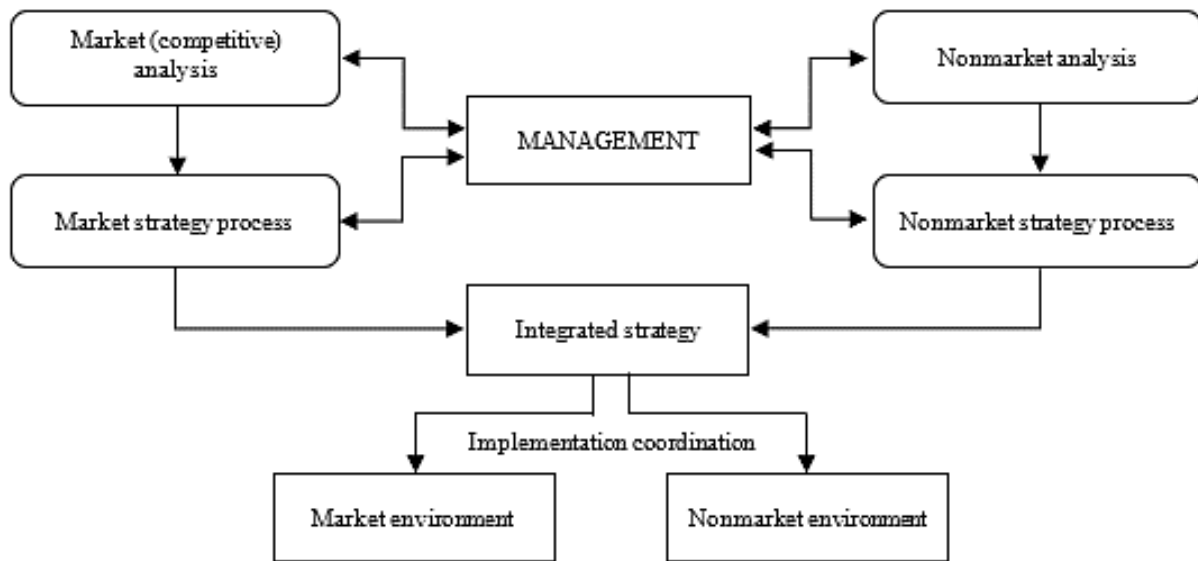 Market (competitive)
analysis
Nonmarket analysis
MANAGEMENT
Market strategy process
Nonmarket strategy process
Integrated strategy
Implementation coordination
Market environment
Nonmarket environment